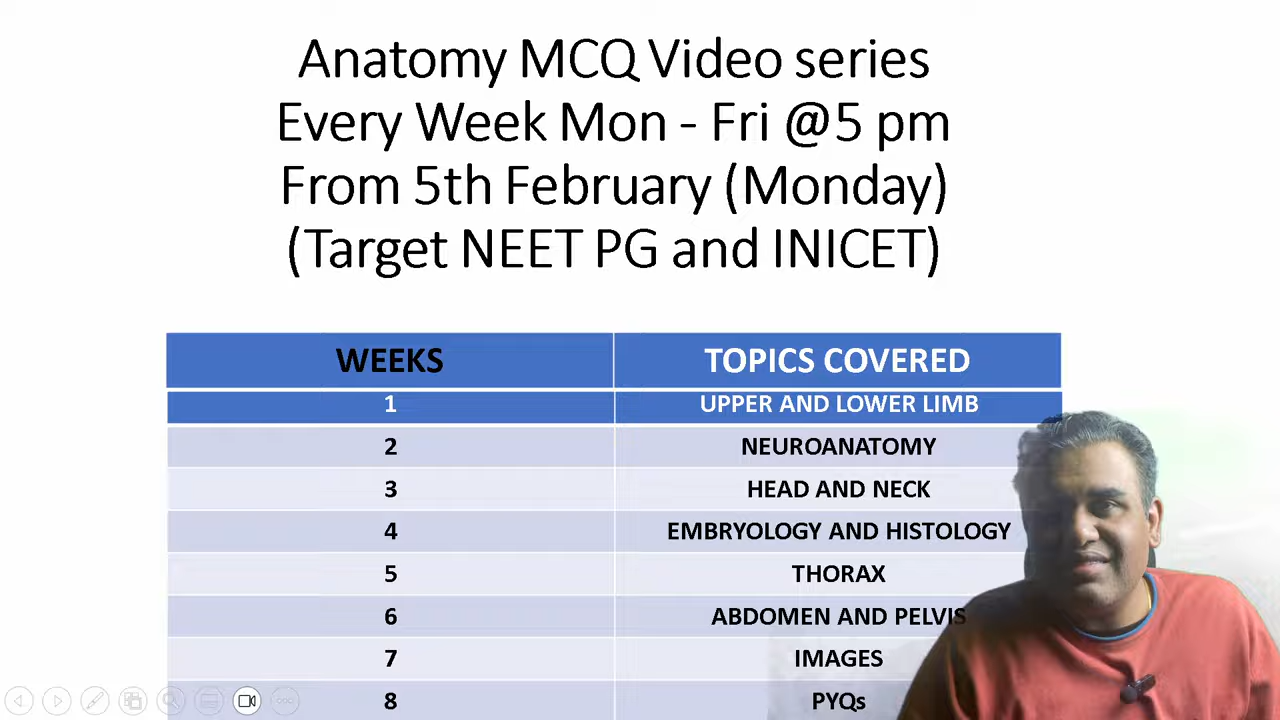 Anatomy MCQ Video series
Every Week Mon - Fri @5 pm
From 5th February (Monday)
(Target NEET PG and INICET)
WEEKS TOPICS COVERED
1 UPPER AND LOWER LIMB
2 NEUROANATOMY
3 HEAD AND NECK
4 EMBRYOLOGY AND HISTOLOGY
5 THORAX
6 ABDOMEN AND PELVIS
7 IMAGES
8 PYQs